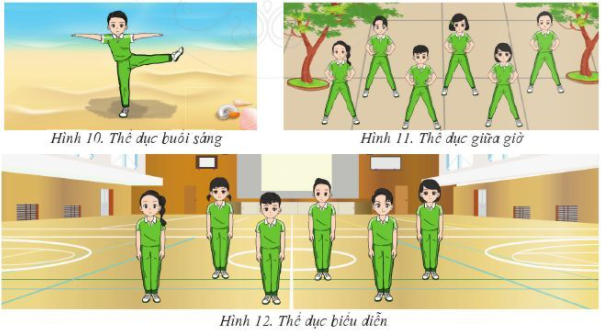 Hình 10. Thể dục buổi sáng
Hình 11. Thể dục giữa giờ
Hình 12. Thể dục biểu diễn